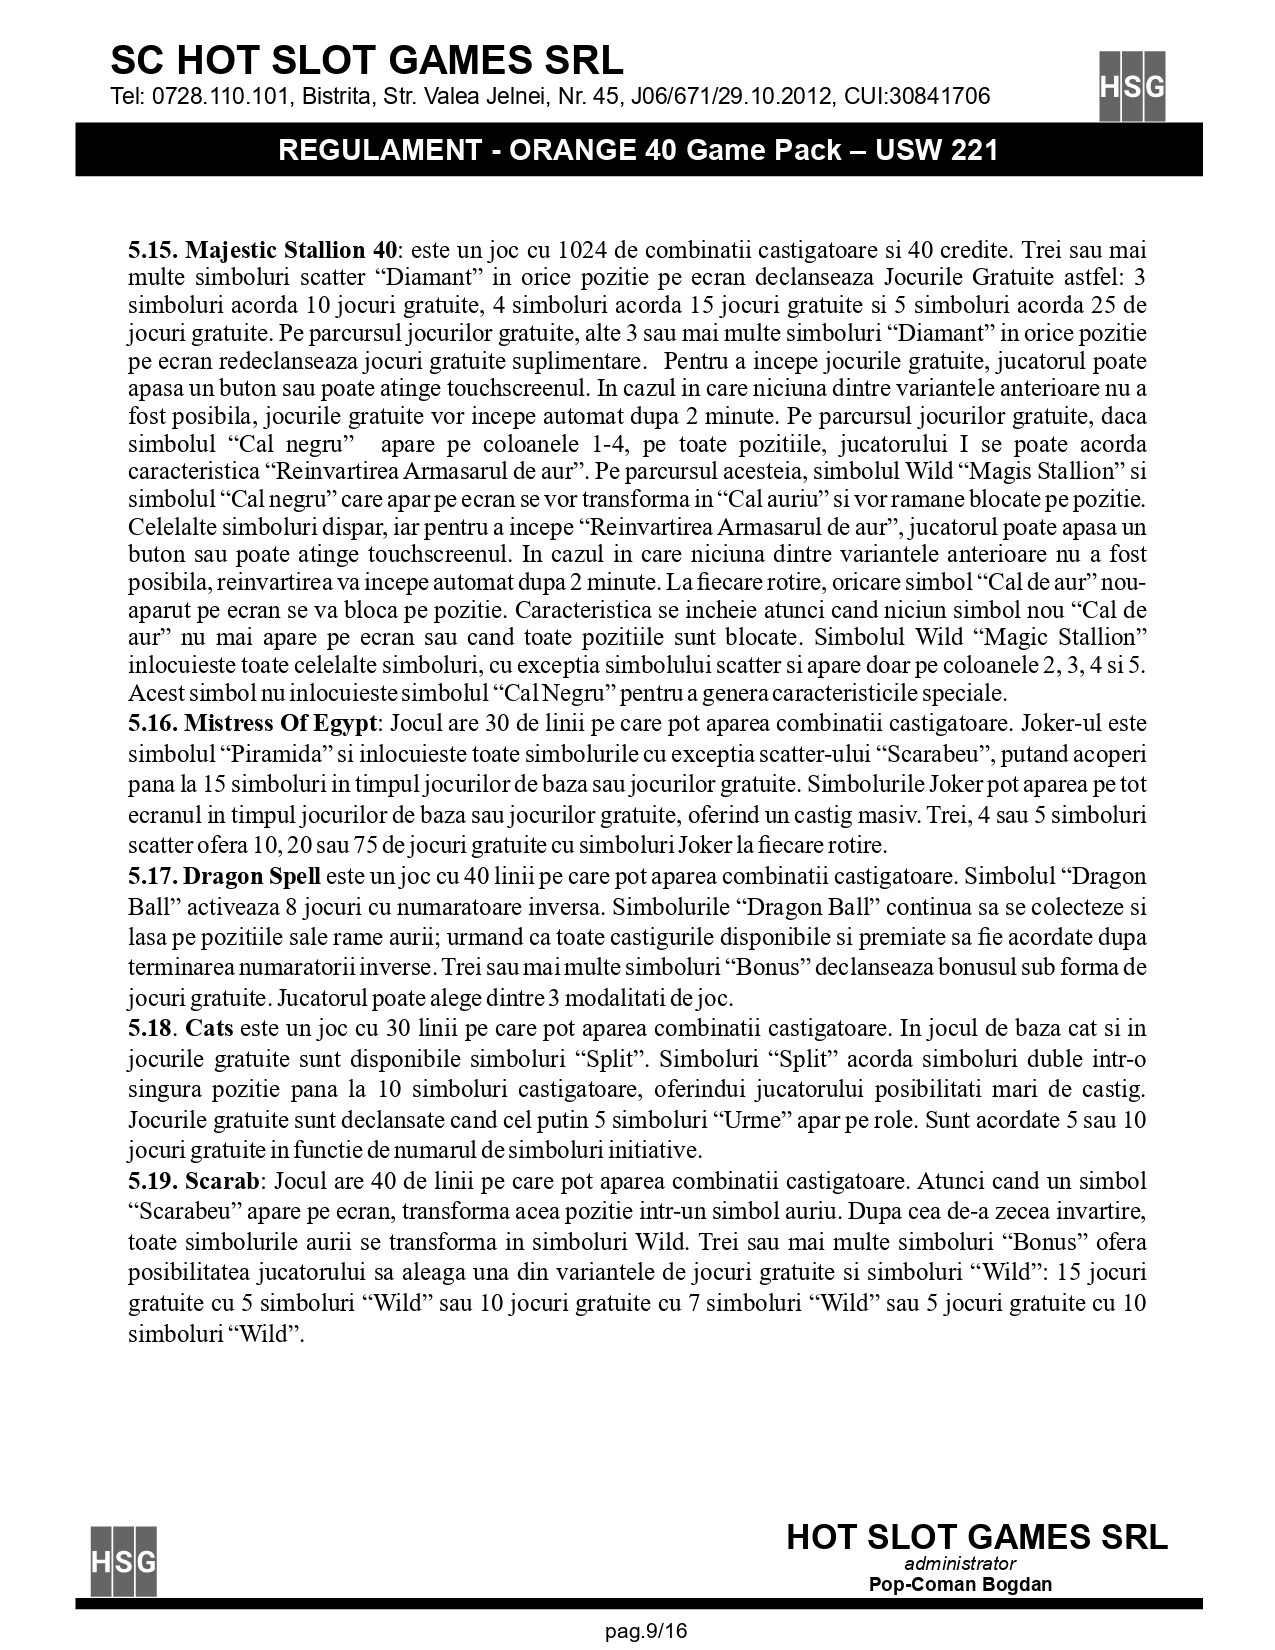 SC HOT SLOT GAMES SRL
Tel: 0728.110.101, Bistrita, Str. Valea Jelnei, Nr. 45, J06/671/29.10.2012, CUI:30841706
HSG
REGULAMENT - ORANGE 40 Game Pack – USW 221
5.15. Majestic Stallion 40: este un joc cu 1024 de combinatii castigatoare si 40 credite. Trei sau mai
multe simboluri scatter “Diamant” in orice pozitie pe ecran declanseaza Jocurile Gratuite astfel: 3
simboluri acorda 10 jocuri gratuite, 4 simboluri acorda 15 jocuri gratuite si 5 simboluri acorda 25 de
jocuri gratuite. Pe parcursul jocurilor gratuite, alte 3 sau mai multe simboluri “Diamant” in orice pozitie
pe ecran redeclanseaza jocuri gratuite suplimentare. Pentru a incepe jocurile gratuite, jucatorul poate
apasa un buton sau poate atinge touchscreenul. In cazul in care niciuna dintre variantele anterioare nu a
fost posibila, jocurile gratuite vor incepe automat dupa 2 minute. Pe parcursul jocurilor gratuite, daca
simbolul “Cal negru” apare pe coloanele 1-4, pe toate pozitiile, jucatorului I se poate acorda
caracteristica “Reinvartirea Armasarul de aur”. Pe parcursul acesteia, simbolul Wild “Magis Stallion” si
simbolul “Cal negru” care apar pe ecran se vor transforma in “Cal auriu” si vor ramane blocate pe pozitie.
Celelalte simboluri dispar, iar pentru a incepe “Reinvartirea Armasarul de aur”, jucatorul poate apasa un
buton sau poate atinge touchscreenul. In cazul in care niciuna dintre variantele anterioare nu a fost
posibila, reinvartirea va incepe automat dupa 2 minute. La fiecare rotire, oricare simbol “Cal de aur” nou-
aparut pe ecran se va bloca pe pozitie. Caracteristica se incheie atunci cand niciun simbol nou “Cal de
aur” nu mai apare pe ecran sau cand toate pozitiile sunt blocate. Simbolul Wild “Magic Stallion”
inlocuieste toate celelalte simboluri, cu exceptia simbolului scatter si apare doar pe coloanele 2, 3, 4 si 5.
Acest simbol nu inlocuieste simbolul “Cal Negru” pentru a genera caracteristicile speciale.
5.16. Mistress Of Egypt: Jocul are 30 de linii pe care pot aparea combinatii castigatoare. Joker-ul este
simbolul “Piramida” si inlocuieste toate simbolurile cu exceptia scatter-ului “Scarabeu”, putand acoperi
pana la 15 simboluri in timpul jocurilor de baza sau jocurilor gratuite. Simbolurile Joker pot aparea pe tot
ecranul in timpul jocurilor de baza sau jocurilor gratuite, oferind un castig masiv. Trei, 4 sau 5 simboluri
scatter ofera 10, 20 sau 75 de jocuri gratuite cu simboluri Joker la fiecare rotire.
5.17. Dragon Spell este un joc cu 40 linii pe care pot aparea combinatii castigatoare. Simbolul “Dragon
Ball” activeaza 8 jocuri cu numaratoare inversa. Simbolurile “Dragon Ball” continua sa se colecteze si
lasa pe pozitiile sale rame aurii; urmand ca toate castigurile disponibile si premiate sa fie acordate dupa
terminarea numaratorii inverse. Trei sau mai multe simboluri “Bonus” declanseaza bonusul sub forma de
jocuri gratuite. Jucatorul poate alege dintre 3 modalitati de joc.
5.18. Cats este un joc cu 30 linii pe care pot aparea combinatii castigatoare. In jocul de baza cat si in
jocurile gratuite sunt disponibile simboluri “Split”. Simboluri “Split” acorda simboluri duble intr-o
singura pozitie pana la 10 simboluri castigatoare, oferindui jucatorului posibilitati mari de castig.
Jocurile gratuite sunt declansate cand cel putin 5 simboluri “Urme” apar pe role. Sunt acordate 5 sau 10
jocuri gratuite in functie de numarul de simboluri initiative.
5.19. Scarab: Jocul are 40 de linii pe care pot aparea combinatii castigatoare. Atunci cand un simbol
“Scarabeu” apare pe ecran, transforma acea pozitie intr-un simbol auriu. Dupa cea de-a zecea invartire,
toate simbolurile aurii se transforma in simboluri Wild. Trei sau mai multe simboluri “Bonus” ofera
posibilitatea jucatorului sa aleaga una din variantele de jocuri gratuite si simboluri “Wild”: 15 jocuri
gratuite cu 5 simboluri “Wild” sau 10 jocuri gratuite cu 7 simboluri “Wild” sau 5 jocuri gratuite cu 10
simboluri “Wild”.
HSG
HOT SLOT GAMES SRL
administrator
Pop-Coman Bogdan
pag.9/16